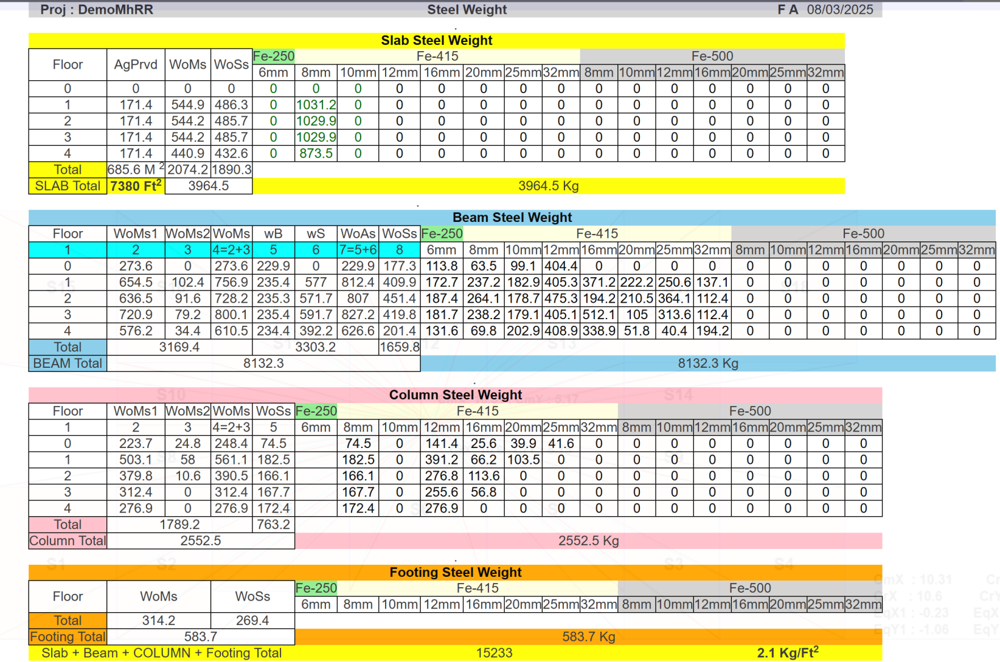 Proj : DemoMhRR Steel Weight F A 08/03/2025
Slab Steel Weight
Floor AgPrvd WoMs WoSs Fe-250 Fe-415 Fe-500
6mm 8mm 10mm 12mm 16mm 20mm 25mm 32mm 8mm 10mm 12mm 16mm 20mm 25mm 32mm
0 0 0 0 0 0 0 0 0 0 0 0 0 0 0 0 0 0 0
1 171.4 544.9 486.3 0 1031.2 0 0 0 0 0 0 0 0 0 0 0 0 0
2 171.4 544.2 485.7 0 1029.9 0 0 0 0 0 0 0 0 0 0 0 0 0
3 171.4 544.2 485.7 0 1029.9 0 0 0 0 0 0 0 0 0 0 0 0 0
4 171.4 440.9 432.6 0 873.5 0 0 0 0 0 0 0 0 0 0 0 0 0
Total 685.6 M² 2074.2 1890.3
SLAB Total 7380 Ft² 3964.5 3964.5 Kg
Beam Steel Weight
Floor WoMs1 WoMs2 WoMs wB wS WoAs WoSs Fe-250 Fe-415 Fe-500
1 2 3 4=2+3 5 6 7=5+6 8 6mm 8mm 10mm 12mm 16mm 20mm 25mm 32mm 8mm 10mm 12mm 16mm 20mm 25mm 32mm
0 273.6 0 273.6 229.9 0 229.9 177.3 113.8 63.5 99.1 404.4 0 0 0 0 0 0 0 0 0 0 0
1 654.5 102.4 756.9 235.4 577 812.4 409.9 172.7 237.2 182.9 405.3 371.2 222.2 250.6 137.1 0 0 0 0 0 0 0
2 636.5 91.6 728.2 235.3 571.7 807 451.4 187.4 264.1 178.7 475.3 194.2 210.5 364.1 112.4 0 0 0 0 0 0 0
3 720.9 79.2 800.1 235.4 591.7 827.2 419.8 181.7 238.2 179.1 405.1 512.1 105 313.6 112.4 0 0 0 0 0 0 0
4 576.2 34.4 610.5 234.4 392.2 626.6 201.4 131.6 69.8 202.9 408.9 338.9 51.8 40.4 194.2 0 0 0 0 0 0 0
Total 3169.4 3303.2 1659.8
BEAM Total 8132.3 8132.3 Kg
Column Steel Weight
Floor WoMs1 WoMs2 WoMs WoSs Fe-250 Fe-415 Fe-500
1 2 3 4=2+3 5 6mm 8mm 10mm 12mm 16mm 20mm 25mm 32mm 8mm 10mm 12mm 16mm 20mm 25mm 32mm
0 223.7 24.8 248.4 74.5 74.5 0 141.4 25.6 39.9 41.6 0 0 0 0 0 0 0 0
1 503.1 58 561.1 182.5 182.5 0 391.2 66.2 103.5 0 0 0 0 0 0 0 0 0
2 379.8 10.6 390.5 166.1 166.1 0 276.8 113.6 0 0 0 0 0 0 0 0 0 0
3 312.4 0 312.4 167.7 167.7 0 255.6 56.8 0 0 0 0 0 0 0 0 0 0
4 276.9 0 276.9 172.4 172.4 0 276.9 0 0 0 0 0 0 0 0 0 0 0
Total 1789.2 763.2
Column Total 2552.5 2552.5 Kg
S1 S2 S3 S4
Footing Steel Weight
Floor WoMs WoSs Fe-250 Fe-415 Fe-500
6mm 8mm 10mm 12mm 16mm 20mm 25mm 32mm 8mm 10mm 12mm 16mm 20mm 25mm 32mm
Total 314.2 269.4
Footing Total 583.7 583.7 Kg
Slab + Beam + COLUMN + Footing Total 15233 2.1 Kg/Ft²